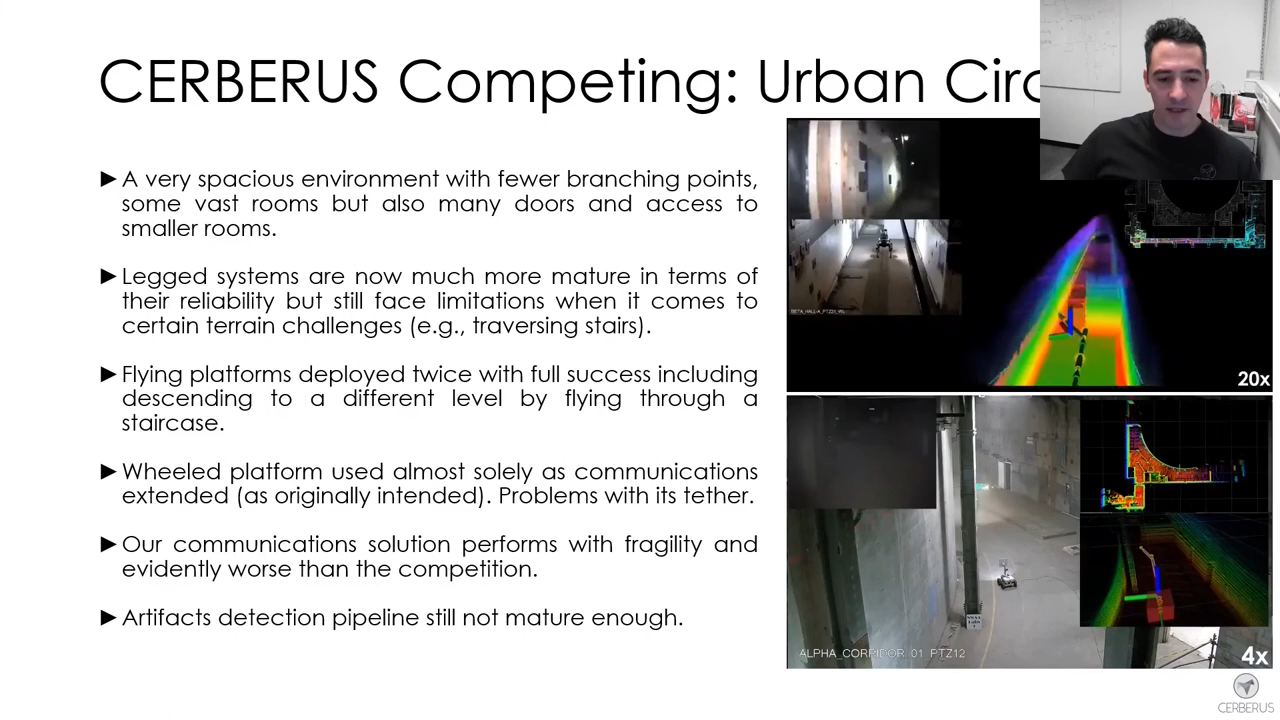 CERBERUS Competing: Urban Circ
►A very spacious environment with fewer branching points,
some vast rooms but also many doors and access to
smaller rooms.
►Legged systems are now much more mature in terms of
their reliability but still face limitations when it comes to
certain terrain challenges (e.g., traversing stairs).
►Flying platforms deployed twice with full success including
descending to a different level by flying through a
staircase.
►Wheeled platform used almost solely as communications
extended (as originally intended). Problems with its tether.
►Our communications solution performs with fragility and
evidently worse than the competition.
►Artifacts detection pipeline still not mature enough.
20x
ALPHA_CORRIDOR_01_PTZ12
4x
CERBERUS